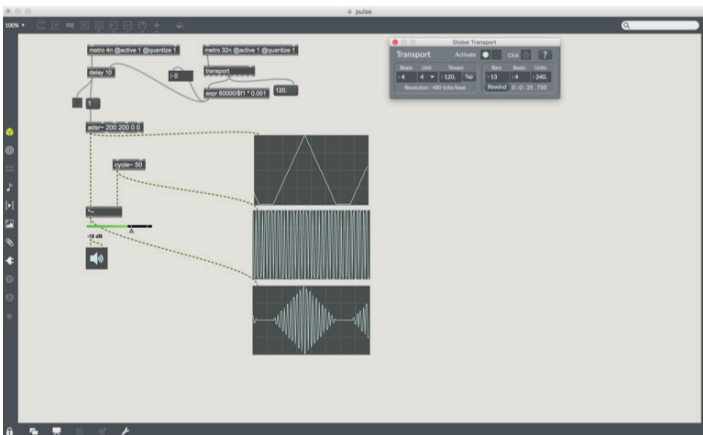 pulse
100%
metro 4n @active 1 @quantize 1
metro 32n @active 1 @quantize 1
delay 10
0
transport
expr 60000/$f1 * 0.001
120.
1
adsr~ 200 200 0 0
cycle~ 50
*~
-18 dB
Global Transport
Transport
Activate
Click
?
Beats Unit Tempo
4 4 120. Tap
Resolution : 480 ticks/beat
Bars Beats Units
13 4 240.
Rewind 0 : 0 : 25 . 750